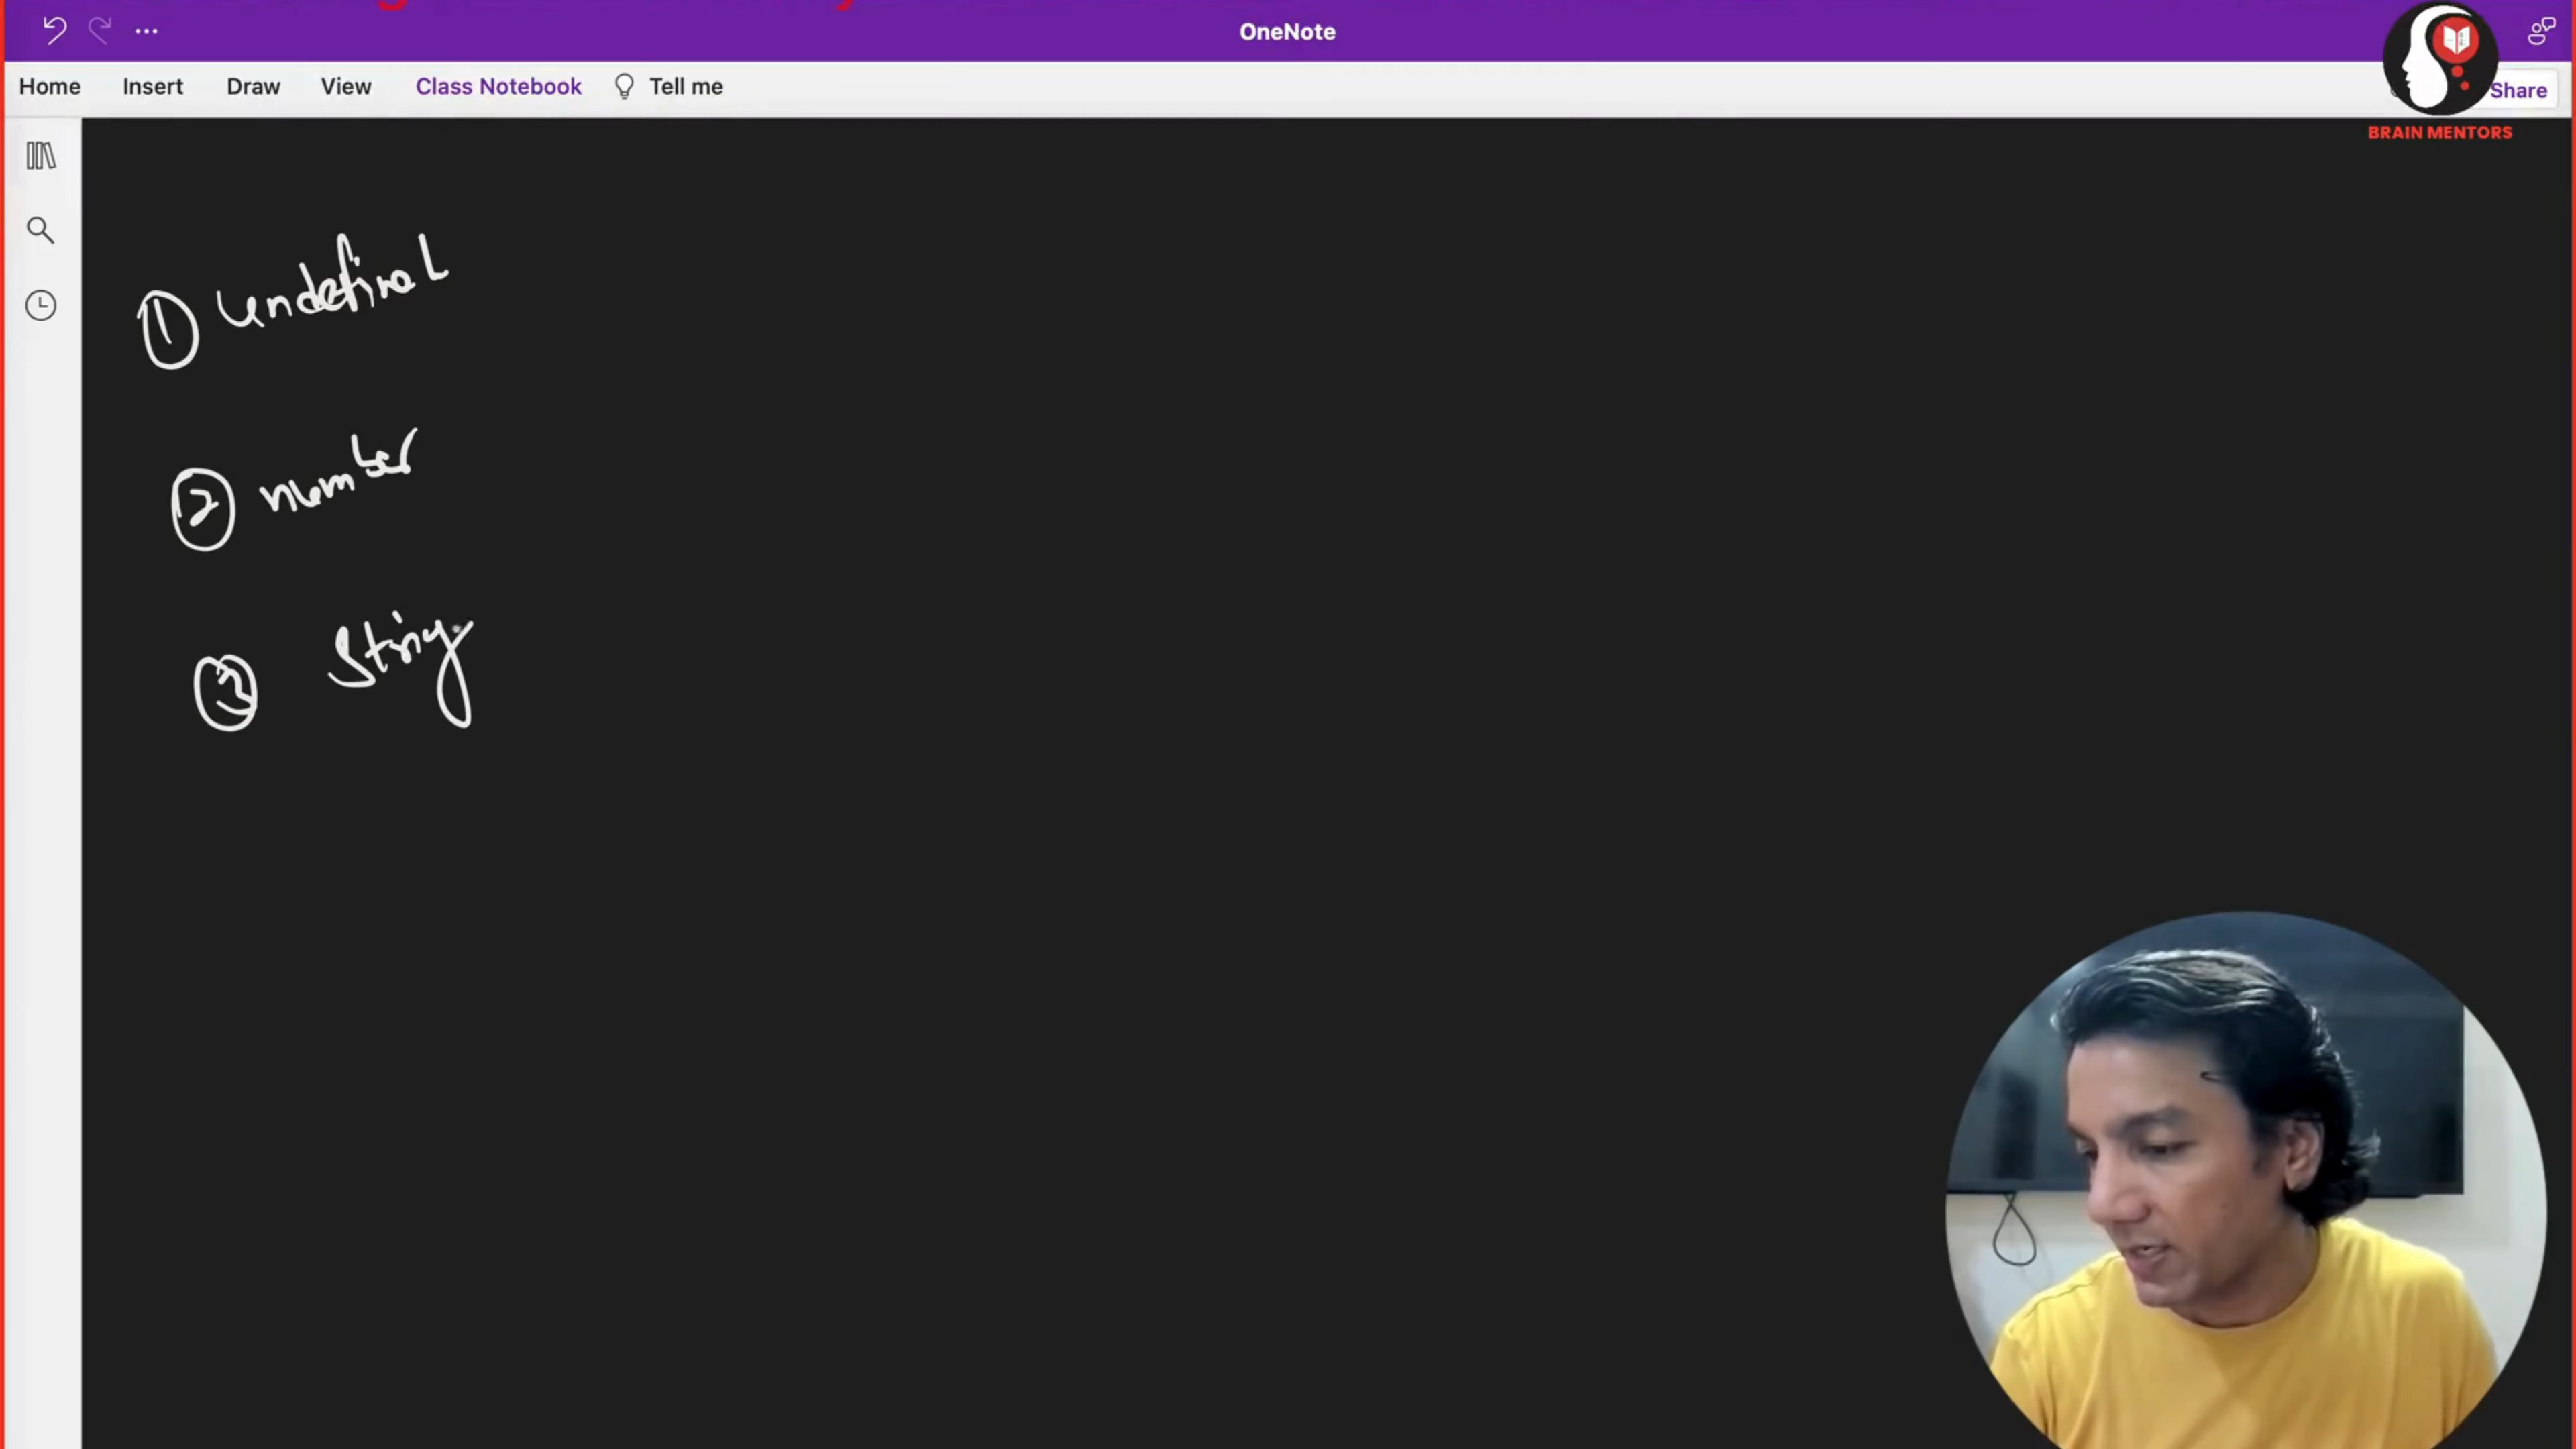 OneNote
Home Insert Draw View Class Notebook Tell me Share
BRAIN MENTORS
① undefined
② number
③ String